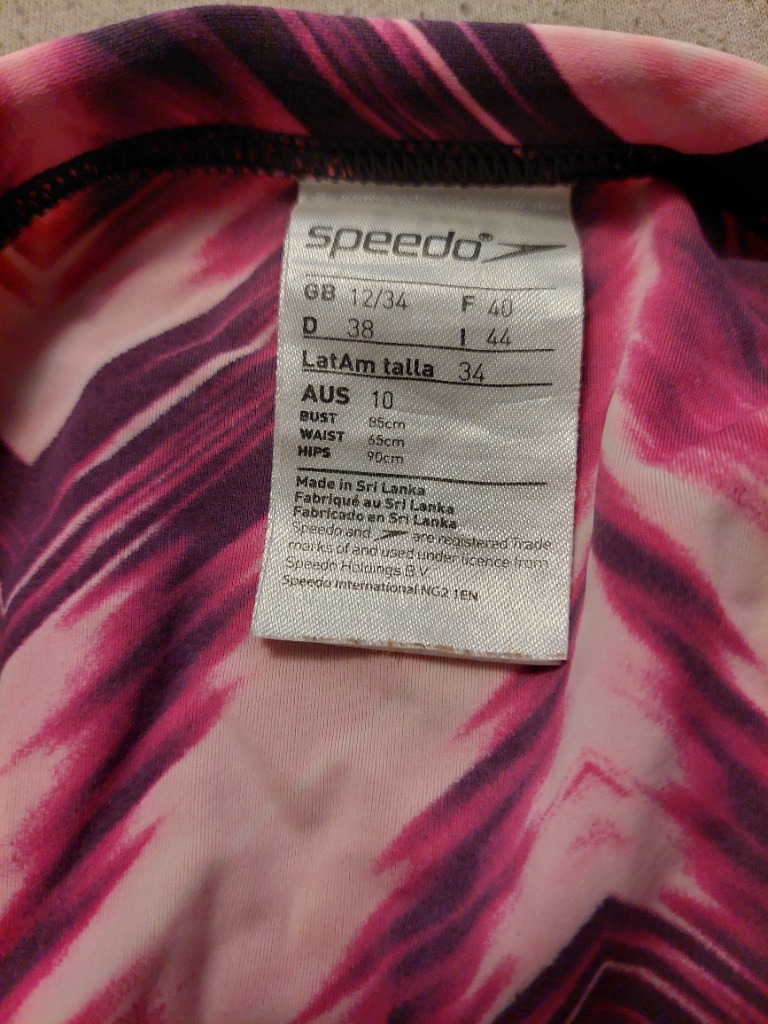 speedo®
GB 12/34 F 40
D 38 I 44
LatAm talla 34
AUS 10
BUST 85cm
WAIST 65cm
HIPS 90cm
Made in Sri Lanka
Fabriqué au Sri Lanka
Fabricado en Sri Lanka
Speedo and are registered Trade
marks of and used under licence from
Speedo Holdings B.V
Speedo International NG2 1EN